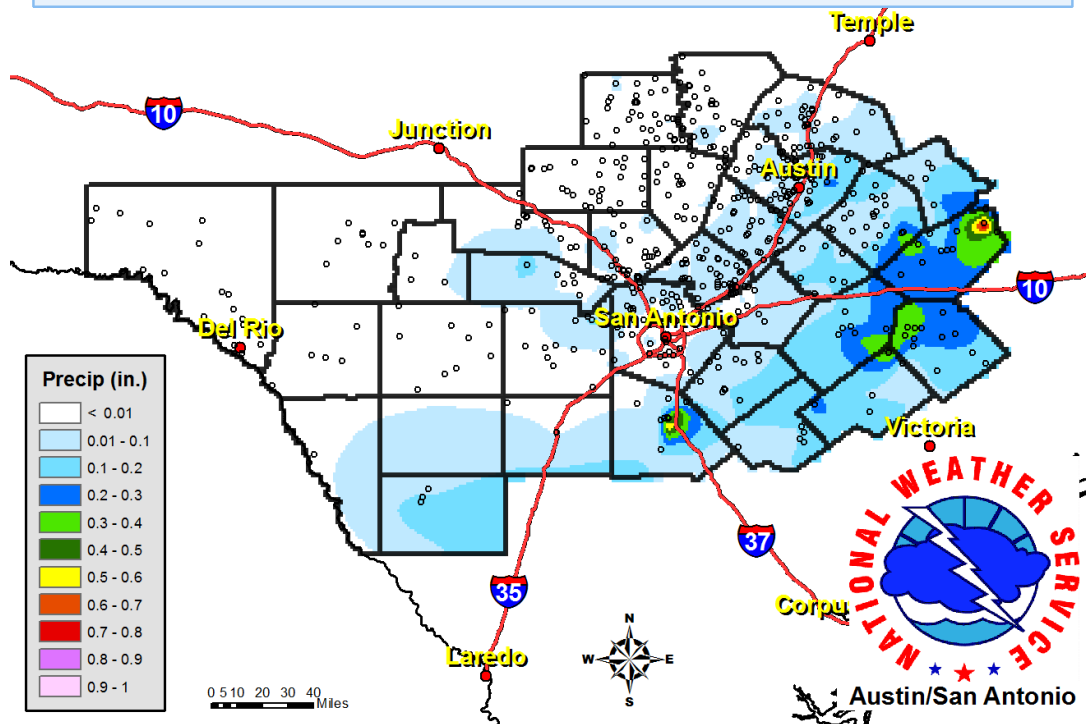 Temple
10
Junction
Austin
10
San Antonio
Del Rio
Precip (in.)
< 0.01
0.01 - 0.1
0.1 - 0.2
0.2 - 0.3
0.3 - 0.4
0.4 - 0.5
0.5 - 0.6
0.6 - 0.7
0.7 - 0.8
0.8 - 0.9
0.9 - 1
Victoria
NATIONAL WEATHER SERVICE
37
35
Corpu
Laredo
N
W E
S
0 5 10 20 30 40
Miles
Austin/San Antonio